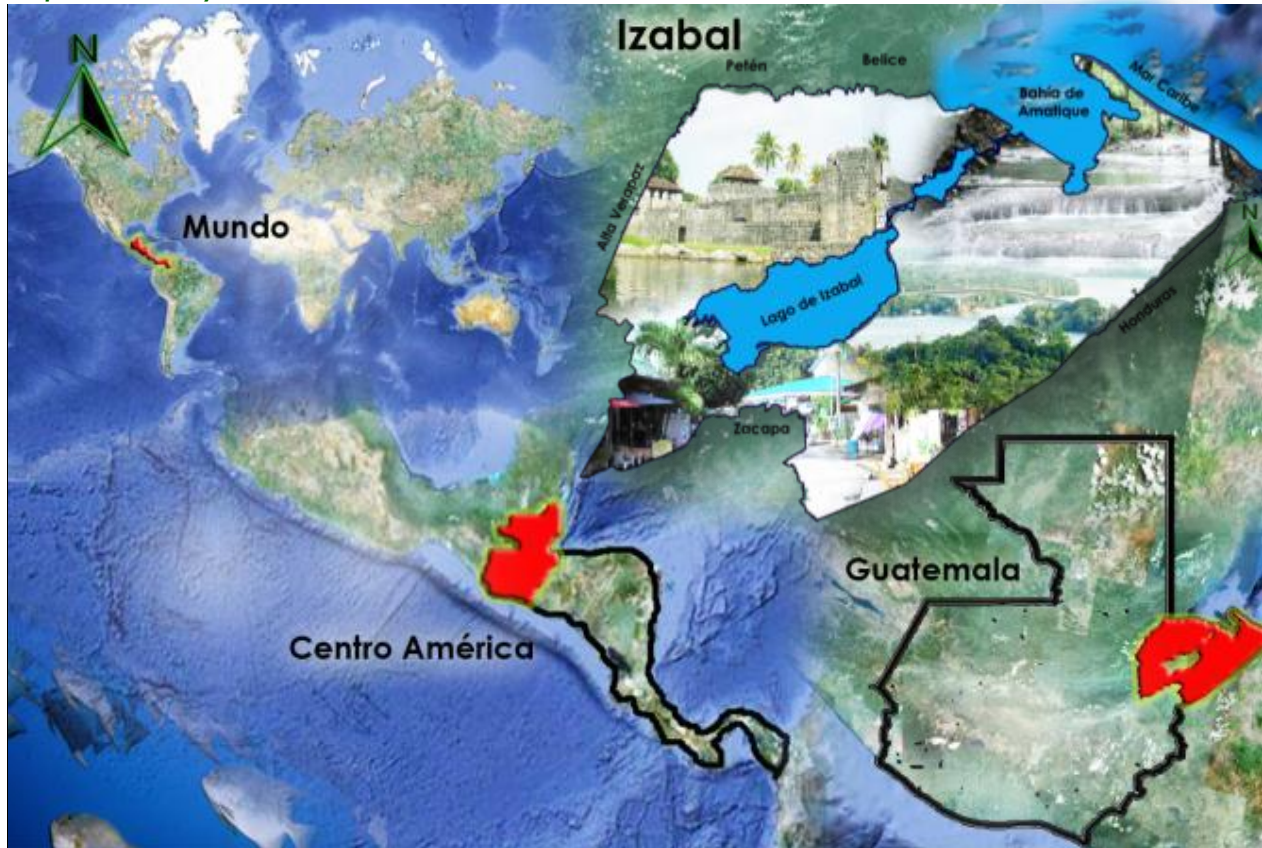 Izabal
Petén
Belice
N
Bahía de
Amatique
Mar Caribe
Alta Verapaz
Mundo
N
Lago de Izabal
Honduras
Zacapa
Guatemala
Centro América